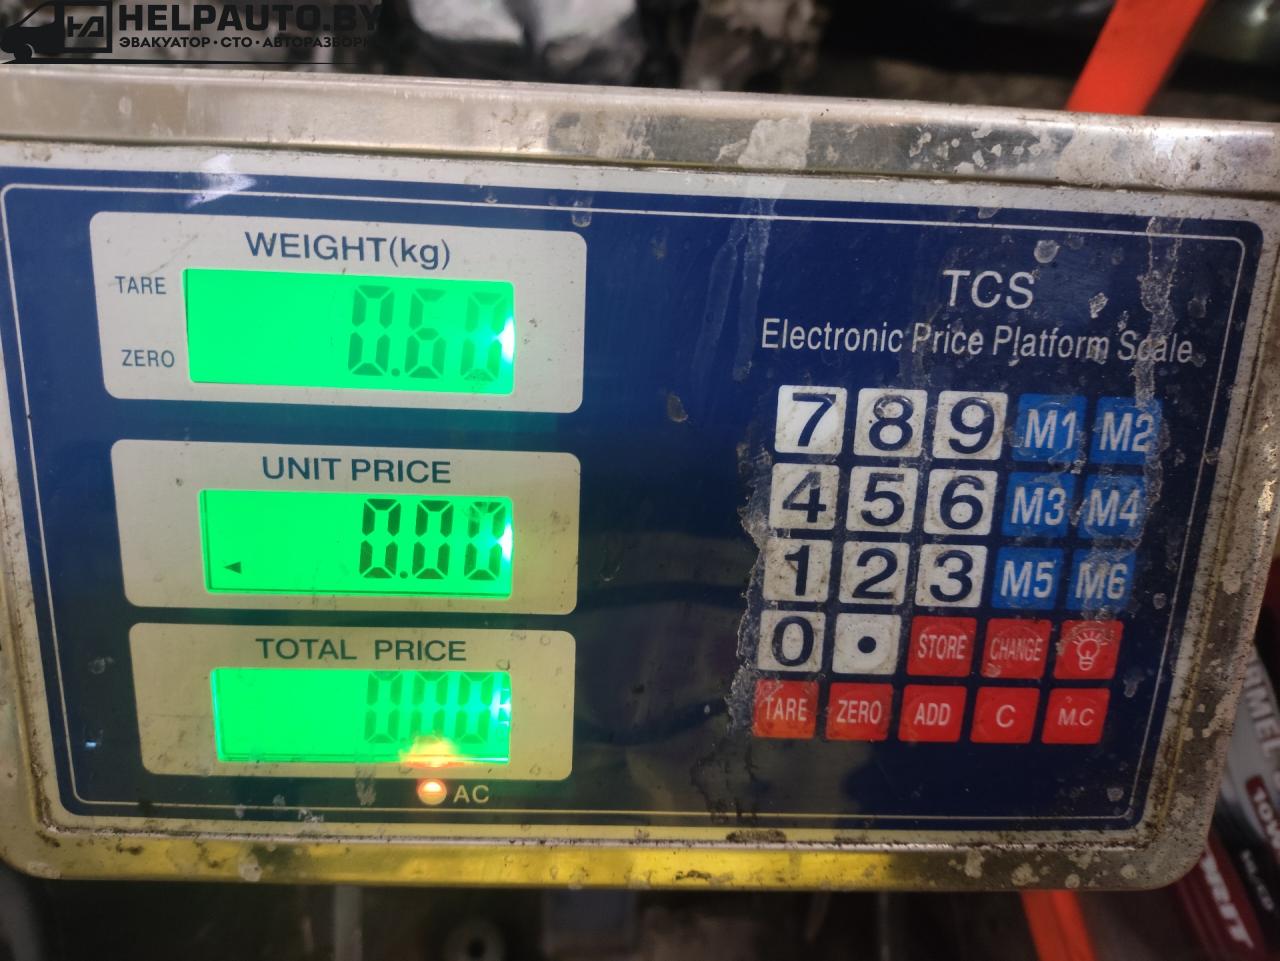 HELPAUTO.BY
ЭВАКУАТОР · СТО · АВТОРАЗБОРКА
WEIGHT(kg)
TARE
0.60
ZERO
UNIT PRICE
0.00
TOTAL PRICE
0.00
AC
TCS
Electronic Price Platform Scale
7 8 9 M1 M2
4 5 6 M3 M4
1 2 3 M5 M6
0 • STORE CHANGE
TARE ZERO ADD C M.C